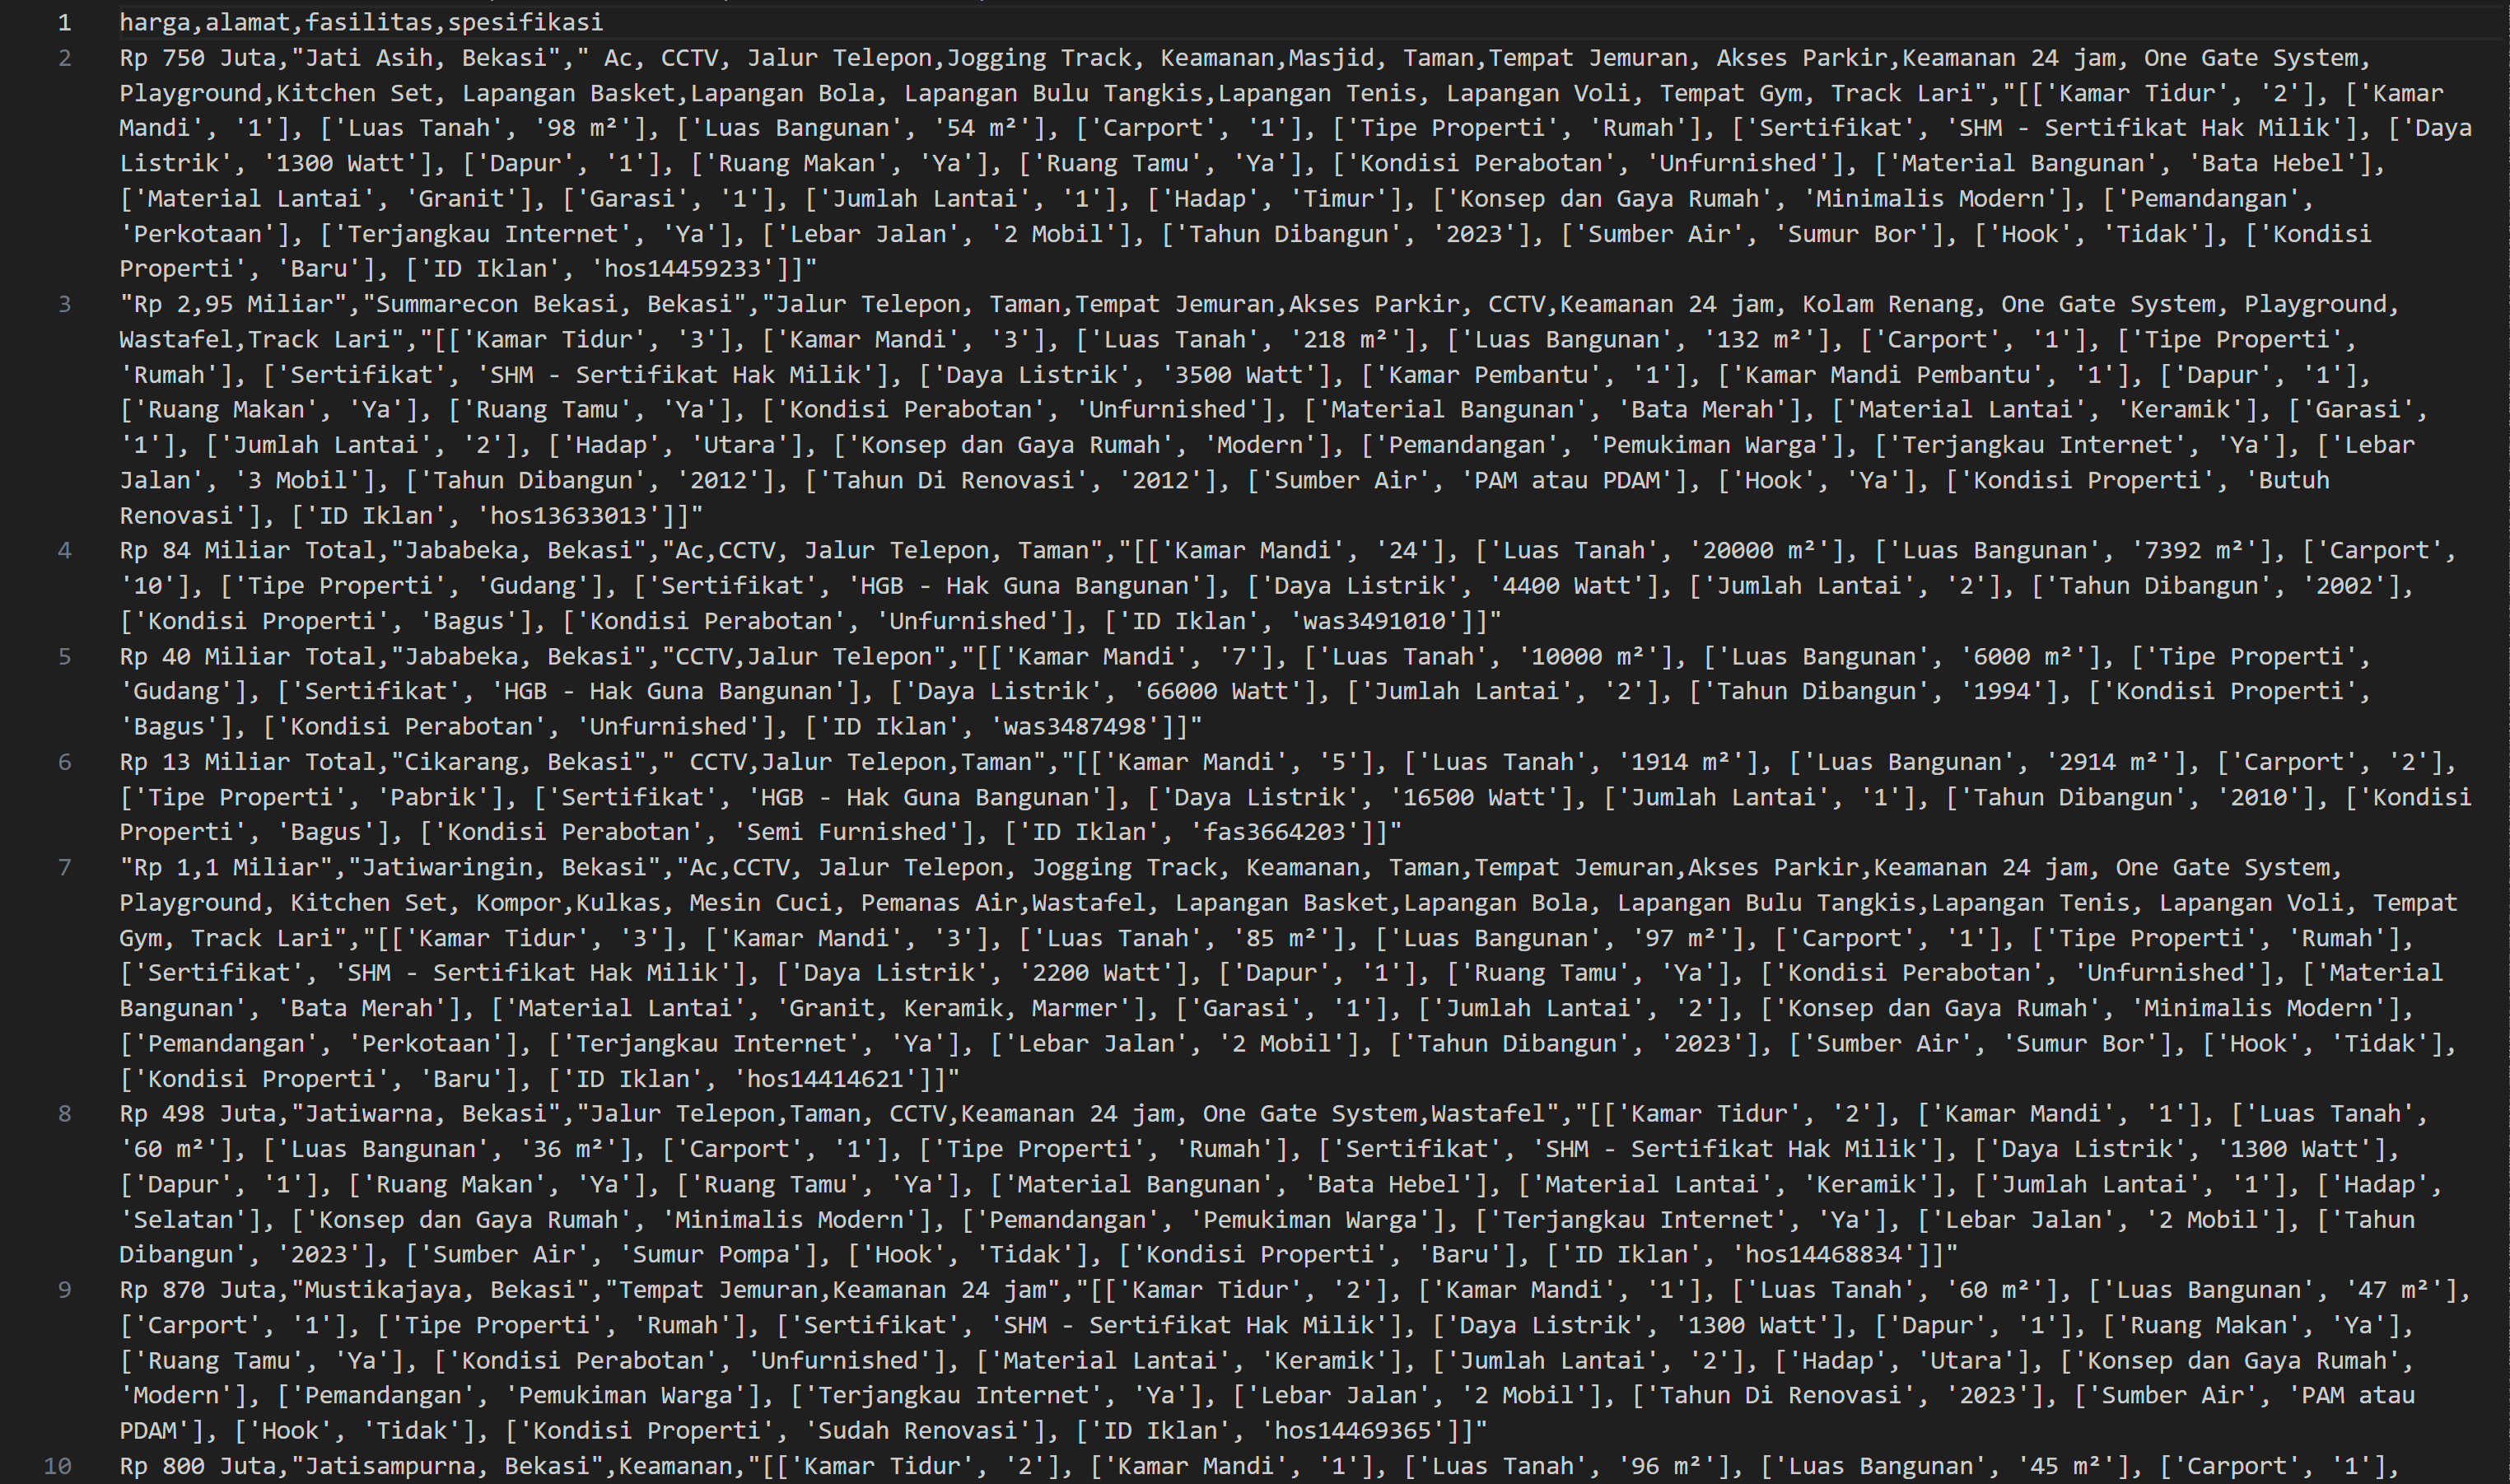 1 harga,alamat,fasilitas,spesifikasi
2 Rp 750 Juta,"Jati Asih, Bekasi"," Ac, CCTV, Jalur Telepon,Jogging Track, Keamanan,Masjid, Taman,Tempat Jemuran, Akses Parkir,Keamanan 24 jam, One Gate System,
Playground,Kitchen Set, Lapangan Basket,Lapangan Bola, Lapangan Bulu Tangkis,Lapangan Tenis, Lapangan Voli, Tempat Gym, Track Lari","[['Kamar Tidur', '2'], ['Kamar
Mandi', '1'], ['Luas Tanah', '98 m²'], ['Luas Bangunan', '54 m²'], ['Carport', '1'], ['Tipe Properti', 'Rumah'], ['Sertifikat', 'SHM - Sertifikat Hak Milik'], ['Daya
Listrik', '1300 Watt'], ['Dapur', '1'], ['Ruang Makan', 'Ya'], ['Ruang Tamu', 'Ya'], ['Kondisi Perabotan', 'Unfurnished'], ['Material Bangunan', 'Bata Hebel'],
['Material Lantai', 'Granit'], ['Garasi', '1'], ['Jumlah Lantai', '1'], ['Hadap', 'Timur'], ['Konsep dan Gaya Rumah', 'Minimalis Modern'], ['Pemandangan',
'Perkotaan'], ['Terjangkau Internet', 'Ya'], ['Lebar Jalan', '2 Mobil'], ['Tahun Dibangun', '2023'], ['Sumber Air', 'Sumur Bor'], ['Hook', 'Tidak'], ['Kondisi
Properti', 'Baru'], ['ID Iklan', 'hos14459233']]"
3 "Rp 2,95 Miliar","Summarecon Bekasi, Bekasi","Jalur Telepon, Taman,Tempat Jemuran,Akses Parkir, CCTV,Keamanan 24 jam, Kolam Renang, One Gate System, Playground,
Wastafel,Track Lari","[['Kamar Tidur', '3'], ['Kamar Mandi', '3'], ['Luas Tanah', '218 m²'], ['Luas Bangunan', '132 m²'], ['Carport', '1'], ['Tipe Properti',
'Rumah'], ['Sertifikat', 'SHM - Sertifikat Hak Milik'], ['Daya Listrik', '3500 Watt'], ['Kamar Pembantu', '1'], ['Kamar Mandi Pembantu', '1'], ['Dapur', '1'],
['Ruang Makan', 'Ya'], ['Ruang Tamu', 'Ya'], ['Kondisi Perabotan', 'Unfurnished'], ['Material Bangunan', 'Bata Merah'], ['Material Lantai', 'Keramik'], ['Garasi',
'1'], ['Jumlah Lantai', '2'], ['Hadap', 'Utara'], ['Konsep dan Gaya Rumah', 'Modern'], ['Pemandangan', 'Pemukiman Warga'], ['Terjangkau Internet', 'Ya'], ['Lebar
Jalan', '3 Mobil'], ['Tahun Dibangun', '2012'], ['Tahun Di Renovasi', '2012'], ['Sumber Air', 'PAM atau PDAM'], ['Hook', 'Ya'], ['Kondisi Properti', 'Butuh
Renovasi'], ['ID Iklan', 'hos13633013']]"
4 Rp 84 Miliar Total,"Jababeka, Bekasi","Ac,CCTV, Jalur Telepon, Taman","[['Kamar Mandi', '24'], ['Luas Tanah', '20000 m²'], ['Luas Bangunan', '7392 m²'], ['Carport',
'10'], ['Tipe Properti', 'Gudang'], ['Sertifikat', 'HGB - Hak Guna Bangunan'], ['Daya Listrik', '4400 Watt'], ['Jumlah Lantai', '2'], ['Tahun Dibangun', '2002'],
['Kondisi Properti', 'Bagus'], ['Kondisi Perabotan', 'Unfurnished'], ['ID Iklan', 'was3491010']]"
5 Rp 40 Miliar Total,"Jababeka, Bekasi","CCTV,Jalur Telepon","[['Kamar Mandi', '7'], ['Luas Tanah', '10000 m²'], ['Luas Bangunan', '6000 m²'], ['Tipe Properti',
'Gudang'], ['Sertifikat', 'HGB - Hak Guna Bangunan'], ['Daya Listrik', '66000 Watt'], ['Jumlah Lantai', '2'], ['Tahun Dibangun', '1994'], ['Kondisi Properti',
'Bagus'], ['Kondisi Perabotan', 'Unfurnished'], ['ID Iklan', 'was3487498']]"
6 Rp 13 Miliar Total,"Cikarang, Bekasi"," CCTV,Jalur Telepon,Taman","[['Kamar Mandi', '5'], ['Luas Tanah', '1914 m²'], ['Luas Bangunan', '2914 m²'], ['Carport', '2'],
['Tipe Properti', 'Pabrik'], ['Sertifikat', 'HGB - Hak Guna Bangunan'], ['Daya Listrik', '16500 Watt'], ['Jumlah Lantai', '1'], ['Tahun Dibangun', '2010'], ['Kondisi
Properti', 'Bagus'], ['Kondisi Perabotan', 'Semi Furnished'], ['ID Iklan', 'fas3664203']]"
7 "Rp 1,1 Miliar","Jatiwaringin, Bekasi","Ac,CCTV, Jalur Telepon, Jogging Track, Keamanan, Taman,Tempat Jemuran,Akses Parkir,Keamanan 24 jam, One Gate System,
Playground, Kitchen Set, Kompor,Kulkas, Mesin Cuci, Pemanas Air,Wastafel, Lapangan Basket,Lapangan Bola, Lapangan Bulu Tangkis,Lapangan Tenis, Lapangan Voli, Tempat
Gym, Track Lari","[['Kamar Tidur', '3'], ['Kamar Mandi', '3'], ['Luas Tanah', '85 m²'], ['Luas Bangunan', '97 m²'], ['Carport', '1'], ['Tipe Properti', 'Rumah'],
['Sertifikat', 'SHM - Sertifikat Hak Milik'], ['Daya Listrik', '2200 Watt'], ['Dapur', '1'], ['Ruang Tamu', 'Ya'], ['Kondisi Perabotan', 'Unfurnished'], ['Material
Bangunan', 'Bata Merah'], ['Material Lantai', 'Granit, Keramik, Marmer'], ['Garasi', '1'], ['Jumlah Lantai', '2'], ['Konsep dan Gaya Rumah', 'Minimalis Modern'],
['Pemandangan', 'Perkotaan'], ['Terjangkau Internet', 'Ya'], ['Lebar Jalan', '2 Mobil'], ['Tahun Dibangun', '2023'], ['Sumber Air', 'Sumur Bor'], ['Hook', 'Tidak'],
['Kondisi Properti', 'Baru'], ['ID Iklan', 'hos14414621']]"
8 Rp 498 Juta,"Jatiwarna, Bekasi","Jalur Telepon,Taman, CCTV,Keamanan 24 jam, One Gate System,Wastafel","[['Kamar Tidur', '2'], ['Kamar Mandi', '1'], ['Luas Tanah',
'60 m²'], ['Luas Bangunan', '36 m²'], ['Carport', '1'], ['Tipe Properti', 'Rumah'], ['Sertifikat', 'SHM - Sertifikat Hak Milik'], ['Daya Listrik', '1300 Watt'],
['Dapur', '1'], ['Ruang Makan', 'Ya'], ['Ruang Tamu', 'Ya'], ['Material Bangunan', 'Bata Hebel'], ['Material Lantai', 'Keramik'], ['Jumlah Lantai', '1'], ['Hadap',
'Selatan'], ['Konsep dan Gaya Rumah', 'Minimalis Modern'], ['Pemandangan', 'Pemukiman Warga'], ['Terjangkau Internet', 'Ya'], ['Lebar Jalan', '2 Mobil'], ['Tahun
Dibangun', '2023'], ['Sumber Air', 'Sumur Pompa'], ['Hook', 'Tidak'], ['Kondisi Properti', 'Baru'], ['ID Iklan', 'hos14468834']]"
9 Rp 870 Juta,"Mustikajaya, Bekasi","Tempat Jemuran,Keamanan 24 jam","[['Kamar Tidur', '2'], ['Kamar Mandi', '1'], ['Luas Tanah', '60 m²'], ['Luas Bangunan', '47 m²'],
['Carport', '1'], ['Tipe Properti', 'Rumah'], ['Sertifikat', 'SHM - Sertifikat Hak Milik'], ['Daya Listrik', '1300 Watt'], ['Dapur', '1'], ['Ruang Makan', 'Ya'],
['Ruang Tamu', 'Ya'], ['Kondisi Perabotan', 'Unfurnished'], ['Material Lantai', 'Keramik'], ['Jumlah Lantai', '2'], ['Hadap', 'Utara'], ['Konsep dan Gaya Rumah',
'Modern'], ['Pemandangan', 'Pemukiman Warga'], ['Terjangkau Internet', 'Ya'], ['Lebar Jalan', '2 Mobil'], ['Tahun Di Renovasi', '2023'], ['Sumber Air', 'PAM atau
PDAM'], ['Hook', 'Tidak'], ['Kondisi Properti', 'Sudah Renovasi'], ['ID Iklan', 'hos14469365']]"
10 Rp 800 Juta,"Jatisampurna, Bekasi",Keamanan,"[['Kamar Tidur', '2'], ['Kamar Mandi', '1'], ['Luas Tanah', '96 m²'], ['Luas Bangunan', '45 m²'], ['Carport', '1'],